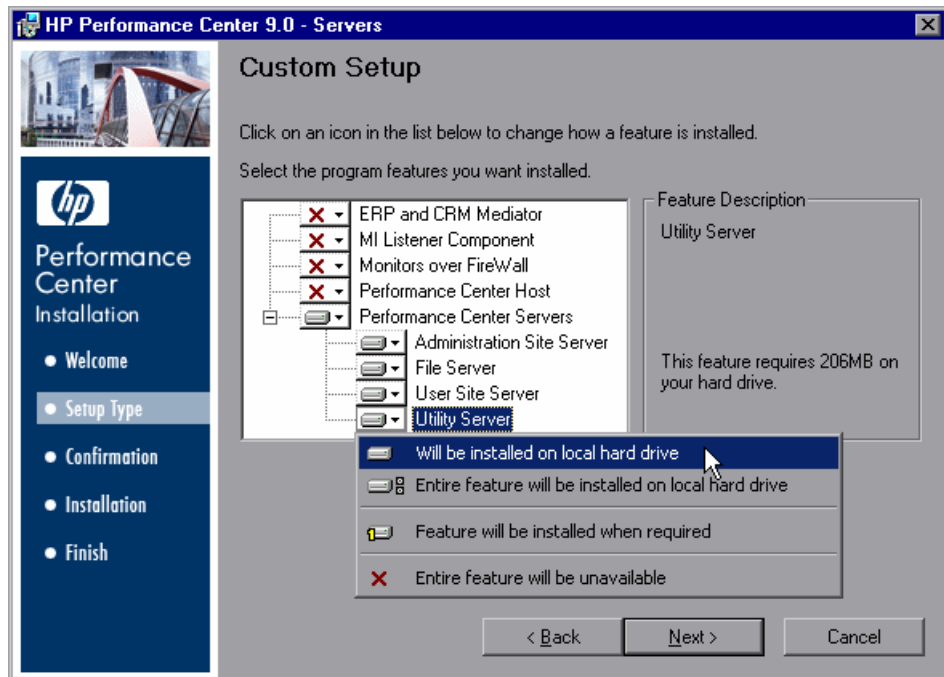 HP Performance Center 9.0 - Servers
Custom Setup
Click on an icon in the list below to change how a feature is installed.
Select the program features you want installed.
hp
Performance
Center
Installation
Welcome
Setup Type
Confirmation
Installation
Finish
ERP and CRM Mediator
MI Listener Component
Monitors over FireWall
Performance Center Host
Performance Center Servers
Administration Site Server
File Server
User Site Server
Utility Server
Feature Description
Utility Server
This feature requires 206MB on
your hard drive.
Will be installed on local hard drive
Entire feature will be installed on local hard drive
Feature will be installed when required
Entire feature will be unavailable
< Back
Next >
Cancel